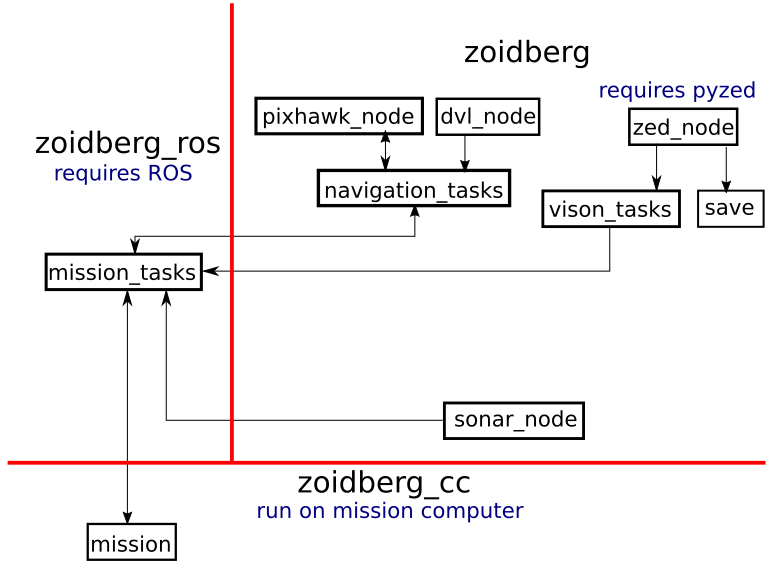 zoidberg
requires pyzed
pixhawk_node
dvl_node
zed_node
zoidberg_ros
requires ROS
navigation_tasks
vison_tasks
save
mission_tasks
sonar_node
zoidberg_cc
run on mission computer
mission